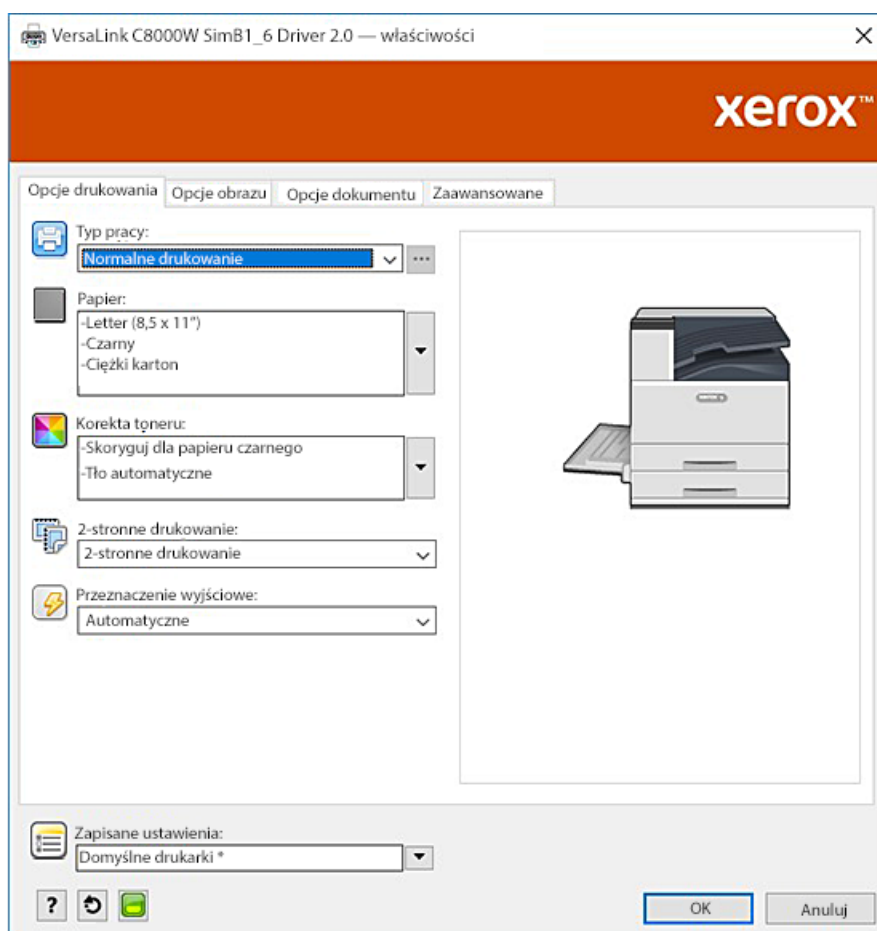 VersaLink C8000W SimB1_6 Driver 2.0 — właściwości
xerox™
Opcje drukowania Opcje obrazu Opcje dokumentu Zaawansowane
Typ pracy:
Normalne drukowanie
Papier:
-Letter (8,5 x 11")
-Czarny
-Ciężki karton
Korekta toneru:
-Skoryguj dla papieru czarnego
-Tło automatyczne
2-stronne drukowanie:
2-stronne drukowanie
Przeznaczenie wyjściowe:
Automatyczne
Zapisane ustawienia:
Domyślne drukarki *
? OK Anuluj